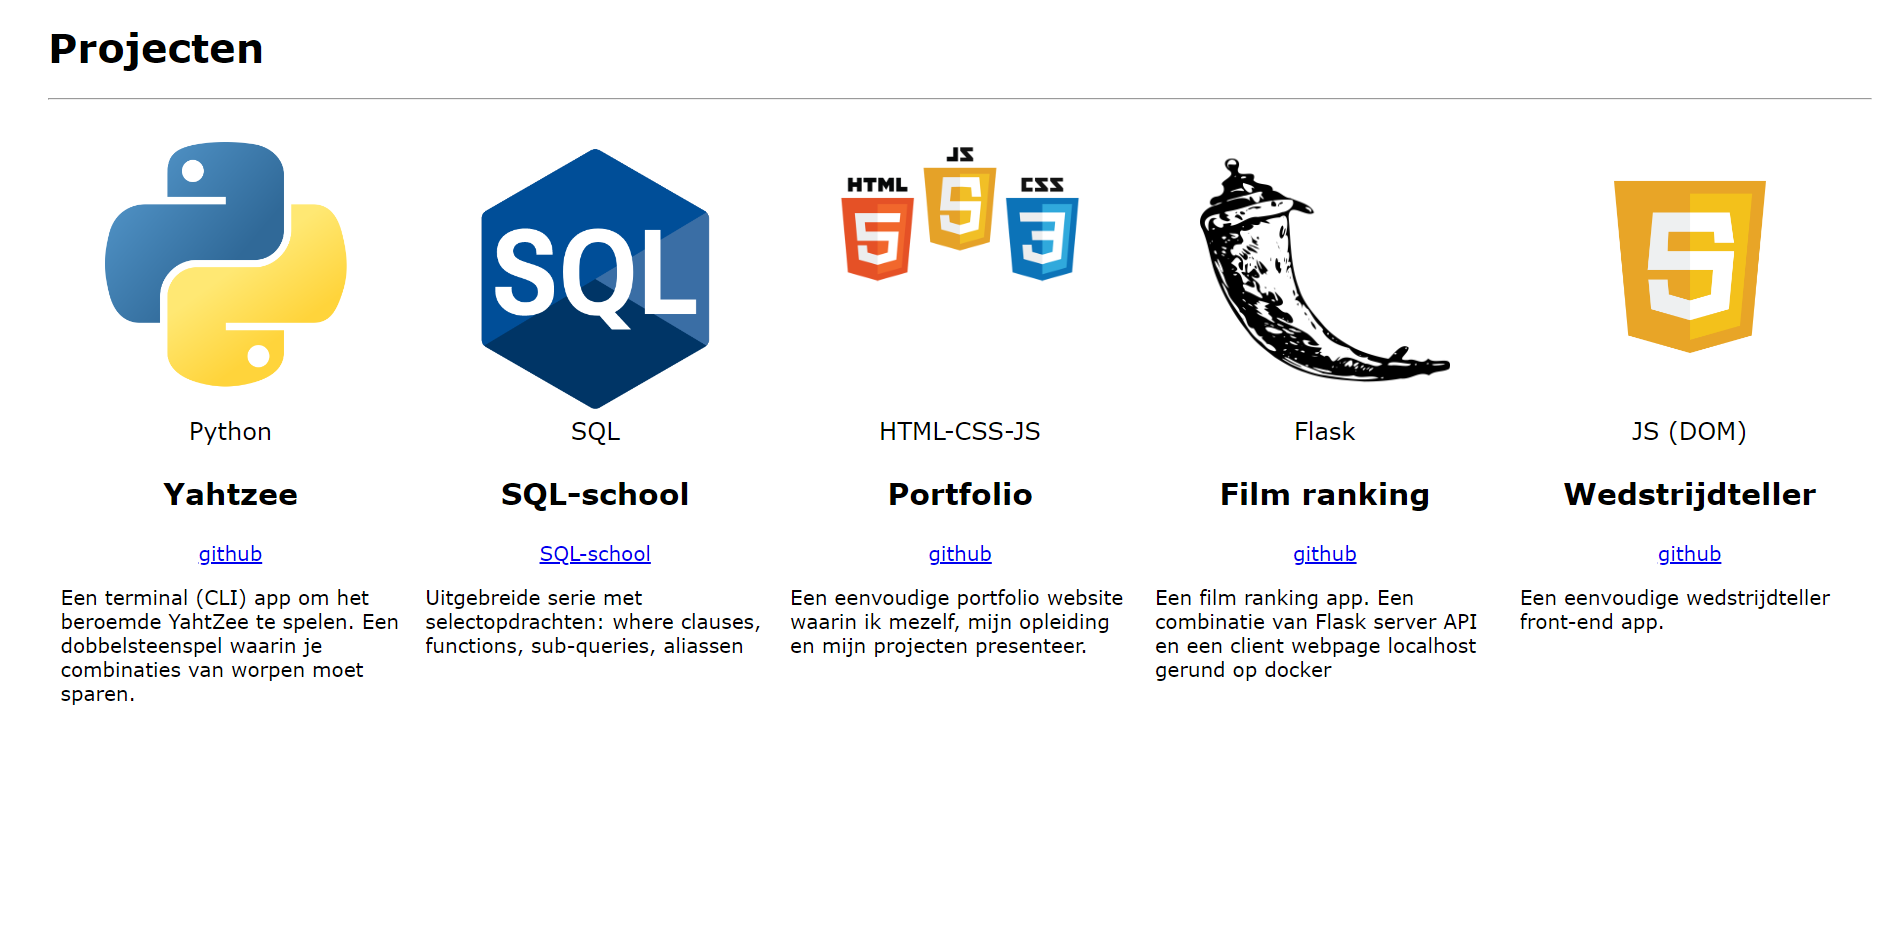 Projecten
SQL
HTML
JS
CSS
5
5
3
5
Python
SQL
HTML-CSS-JS
Flask
JS (DOM)
Yahtzee
SQL-school
Portfolio
Film ranking
Wedstrijdteller
github
SQL-school
github
github
github
Een terminal (CLI) app om het
beroemde YahtZee te spelen. Een
dobbelsteenspel waarin je
combinaties van worpen moet
sparen.
Uitgebreide serie met
selectopdrachten: where clauses,
functions, sub-queries, aliassen
Een eenvoudige portfolio website
waarin ik mezelf, mijn opleiding
en mijn projecten presenteer.
Een film ranking app. Een
combinatie van Flask server API
en een client webpage localhost
gerund op docker
Een eenvoudige wedstrijdteller
front-end app.